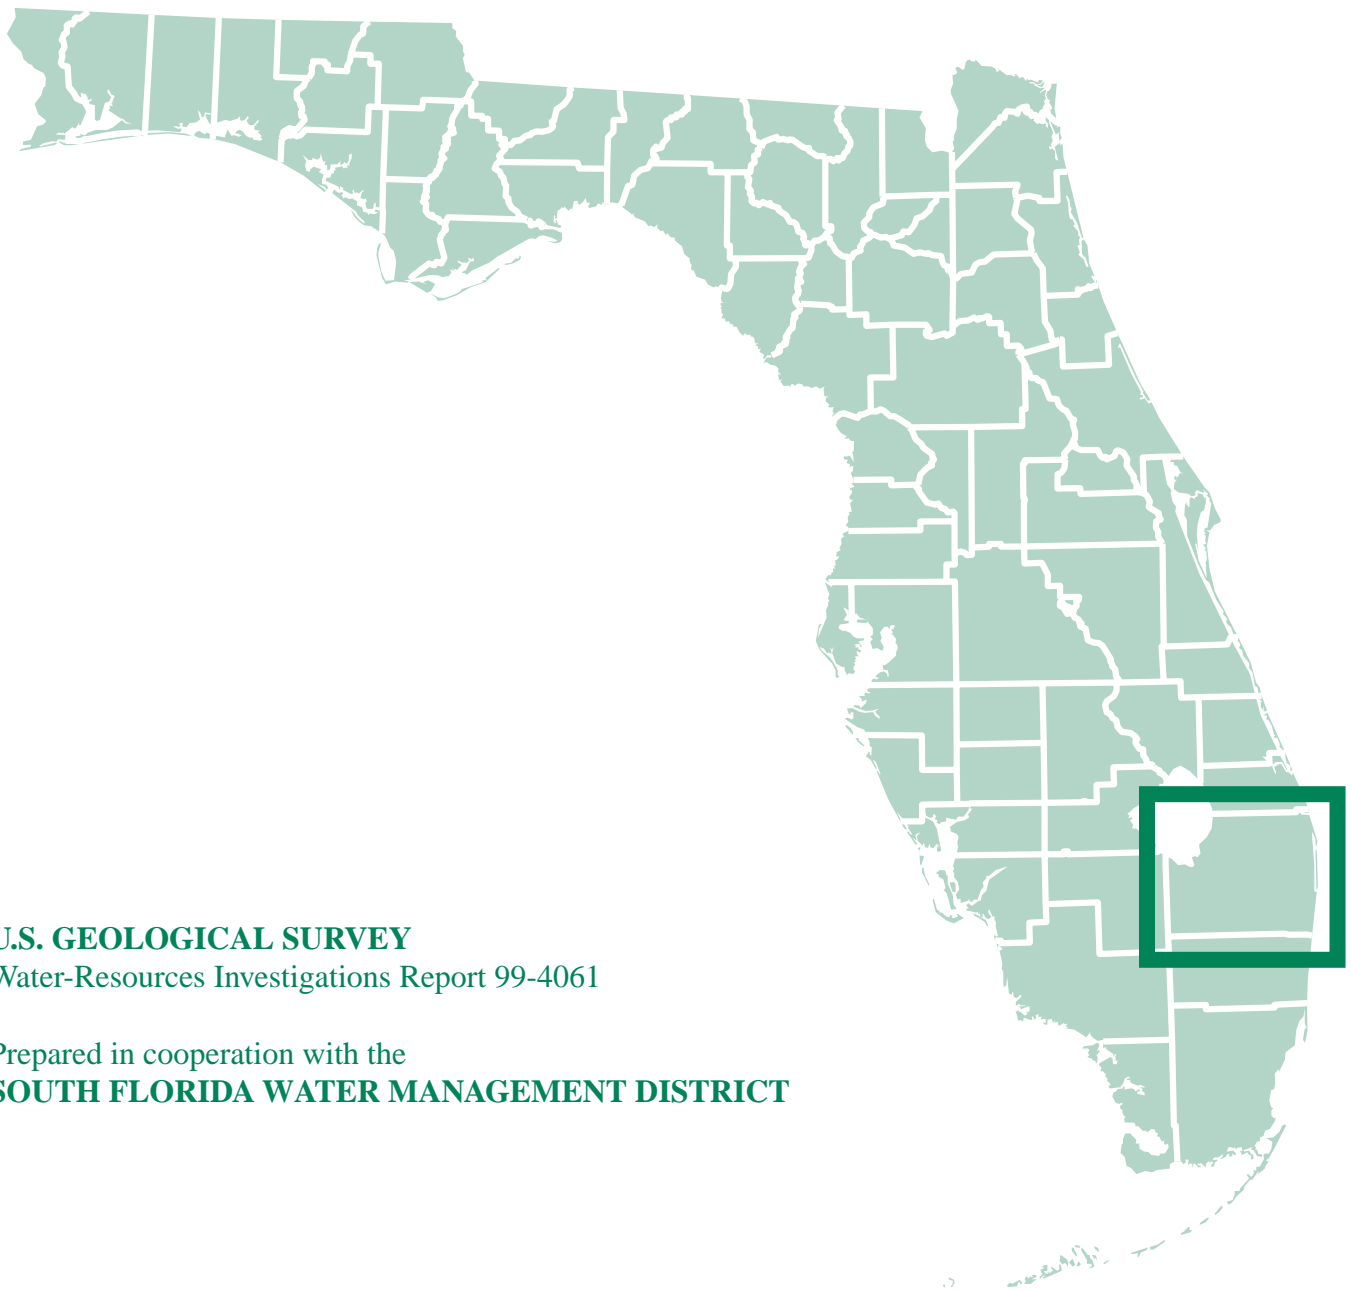 U.S. GEOLOGICAL SURVEY
Water-Resources Investigations Report 99-4061
Prepared in cooperation with the
SOUTH FLORIDA WATER MANAGEMENT DISTRICT